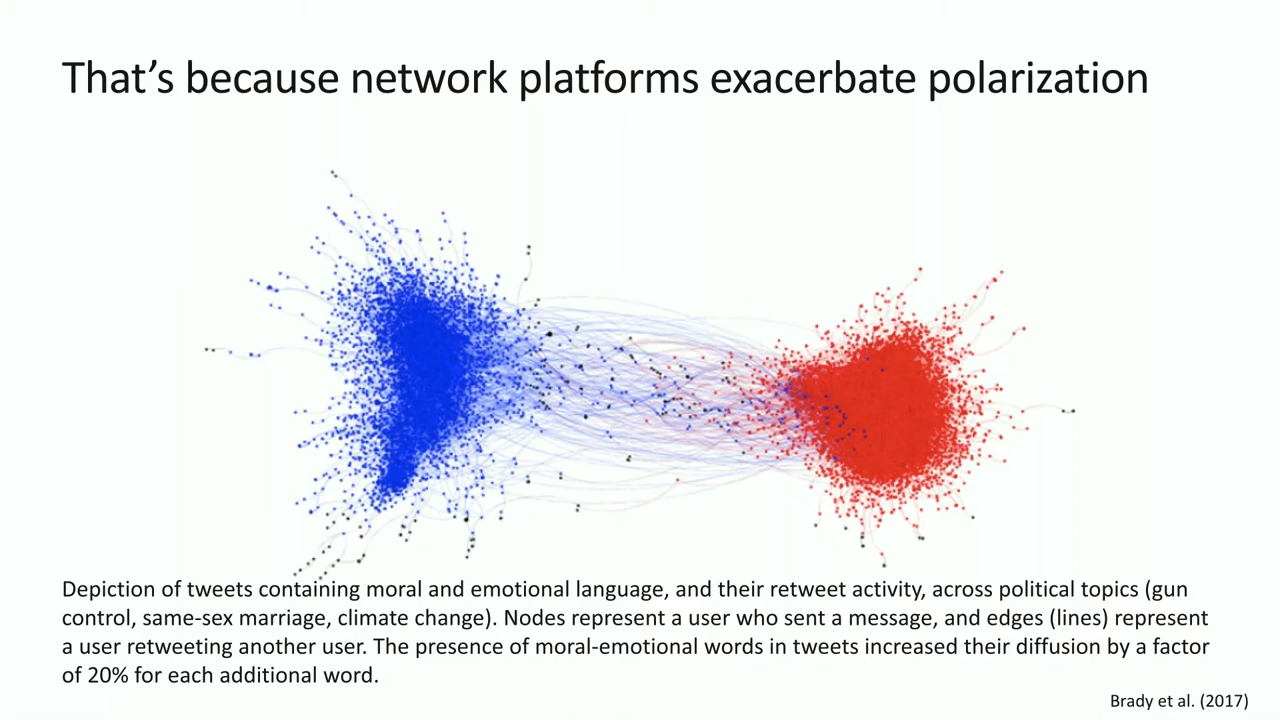 That’s because network platforms exacerbate polarization
Depiction of tweets containing moral and emotional language, and their retweet activity, across political topics (gun
control, same-sex marriage, climate change). Nodes represent a user who sent a message, and edges (lines) represent
a user retweeting another user. The presence of moral-emotional words in tweets increased their diffusion by a factor
of 20% for each additional word.
Brady et al. (2017)